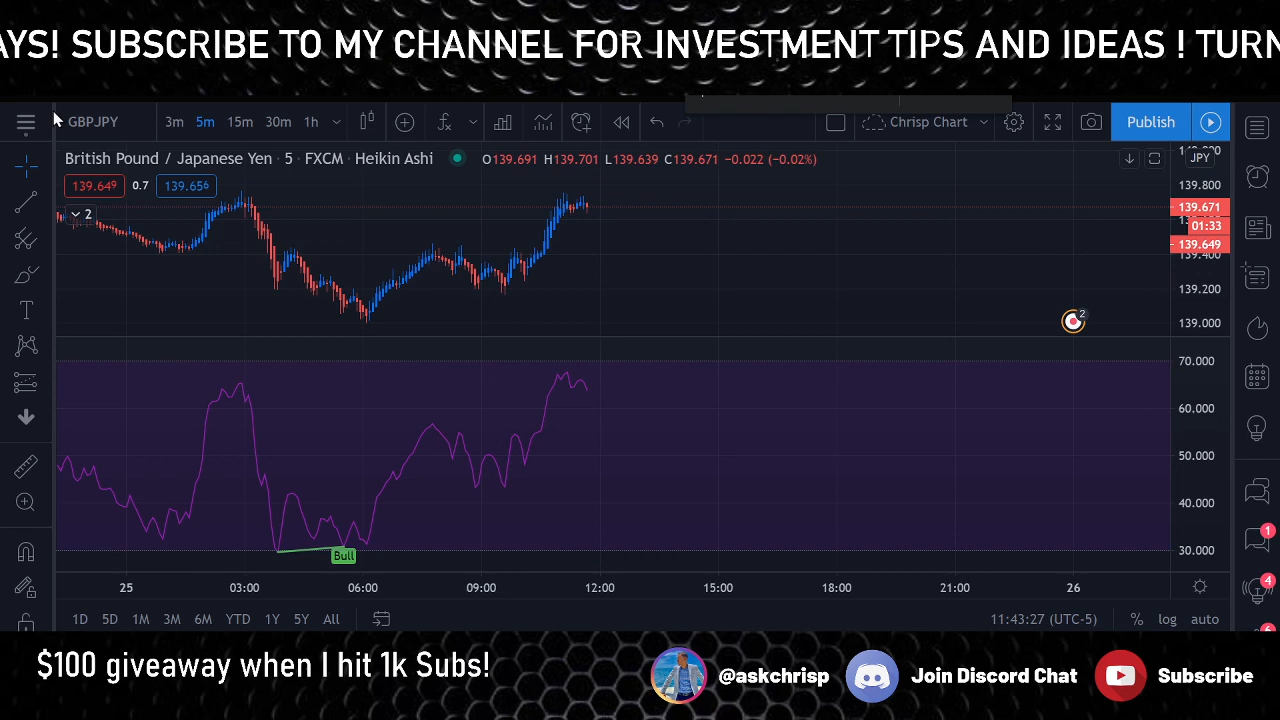 AYS! SUBSCRIBE TO MY CHANNEL FOR INVESTMENT TIPS AND IDEAS ! TURN
GBPJPY 3m 5m 15m 30m 1h Chrisp Chart Publish
British Pound / Japanese Yen · 5 · FXCM · Heikin Ashi O139.691 H139.701 L139.639 C139.671 −0.022 (−0.02%) JPY
139.649 0.7 139.656
2
139.800
139.671
01:33
139.649
139.400
139.200
2
139.000
70.000
60.000
50.000
40.000
30.000
Bull
25 03:00 06:00 09:00 12:00 15:00 18:00 21:00 26
1D 5D 1M 3M 6M YTD 1Y 5Y All 11:43:27 (UTC-5) % log auto
1
4
$100 giveaway when I hit 1k Subs!
@askchrisp Join Discord Chat Subscribe